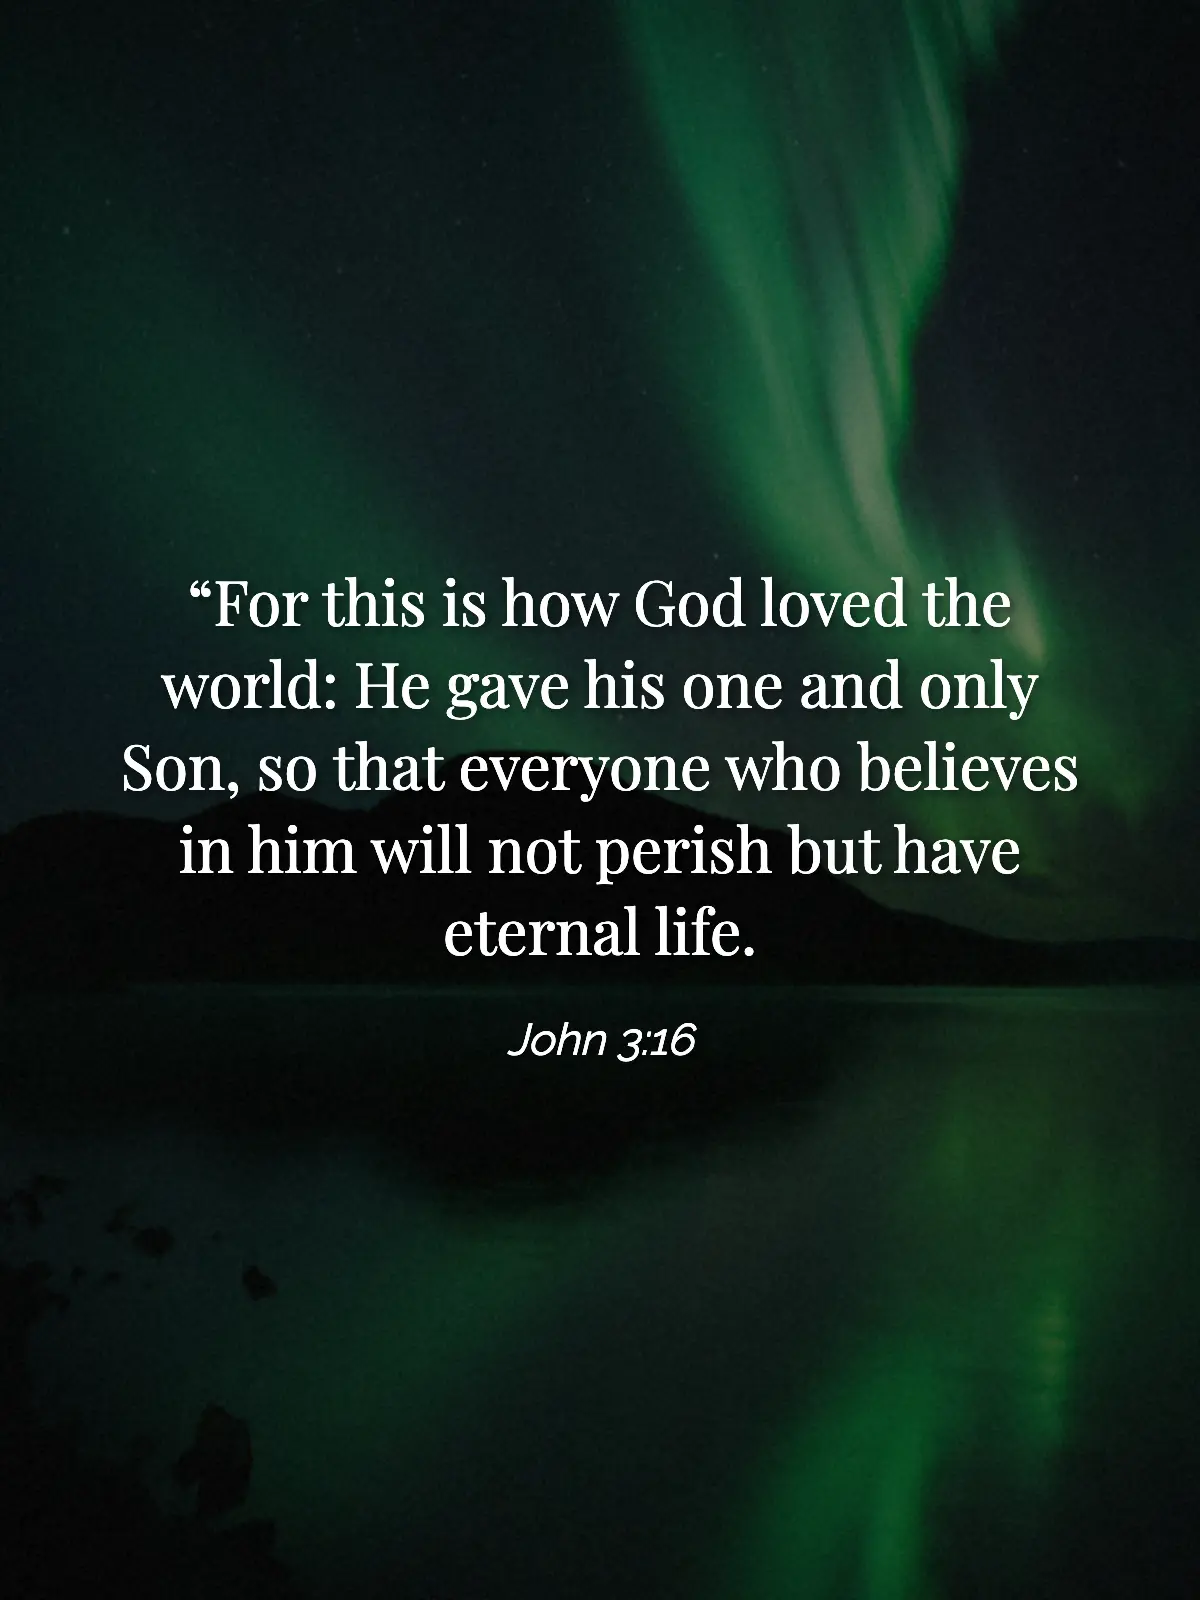 “For this is how God loved the
world: He gave his one and only
Son, so that everyone who believes
in him will not perish but have
eternal life.
John 3:16